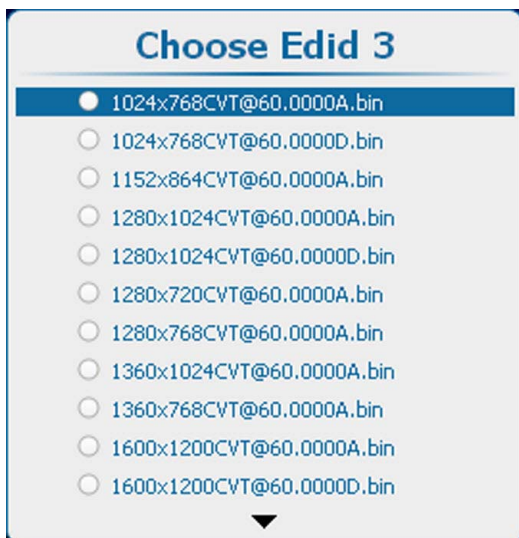 Choose Edid 3
1024x768CVT@60.0000A.bin
1024x768CVT@60.0000D.bin
1152x864CVT@60.0000A.bin
1280x1024CVT@60.0000A.bin
1280x1024CVT@60.0000D.bin
1280x720CVT@60.0000A.bin
1280x768CVT@60.0000A.bin
1360x1024CVT@60.0000A.bin
1360x768CVT@60.0000A.bin
1600x1200CVT@60.0000A.bin
1600x1200CVT@60.0000D.bin